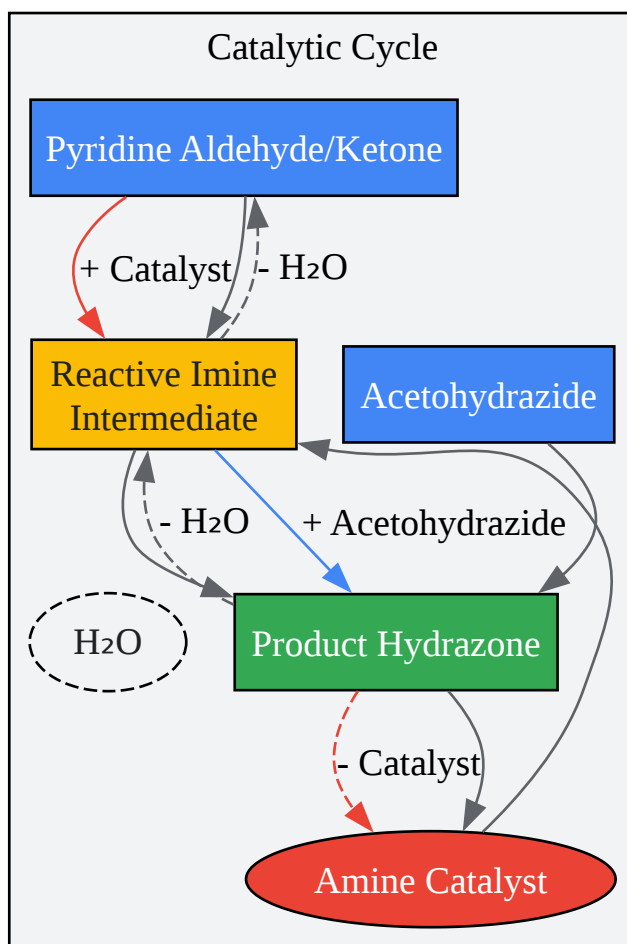 Catalytic Cycle
Pyridine Aldehyde/Ketone
+ Catalyst
- H₂O
Reactive Imine
Intermediate
Acetohydrazide
- H₂O
+ Acetohydrazide
H₂O
Product Hydrazone
- Catalyst
Amine Catalyst